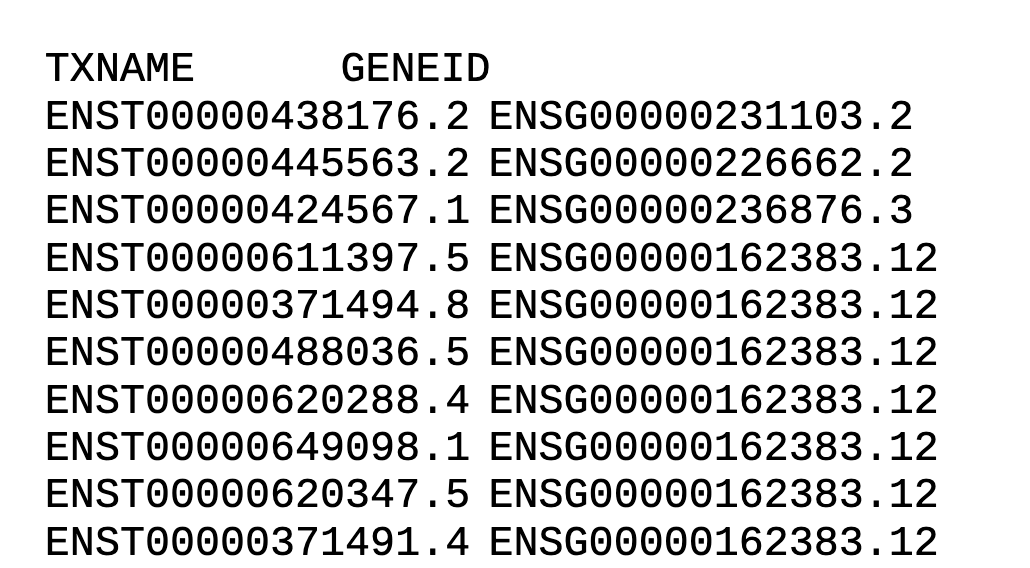 TXNAME GENEID
ENST00000438176.2 ENSG00000231103.2
ENST00000445563.2 ENSG00000226662.2
ENST00000424567.1 ENSG00000236876.3
ENST00000611397.5 ENSG00000162383.12
ENST00000371494.8 ENSG00000162383.12
ENST00000488036.5 ENSG00000162383.12
ENST00000620288.4 ENSG00000162383.12
ENST00000649098.1 ENSG00000162383.12
ENST00000620347.5 ENSG00000162383.12
ENST00000371491.4 ENSG00000162383.12